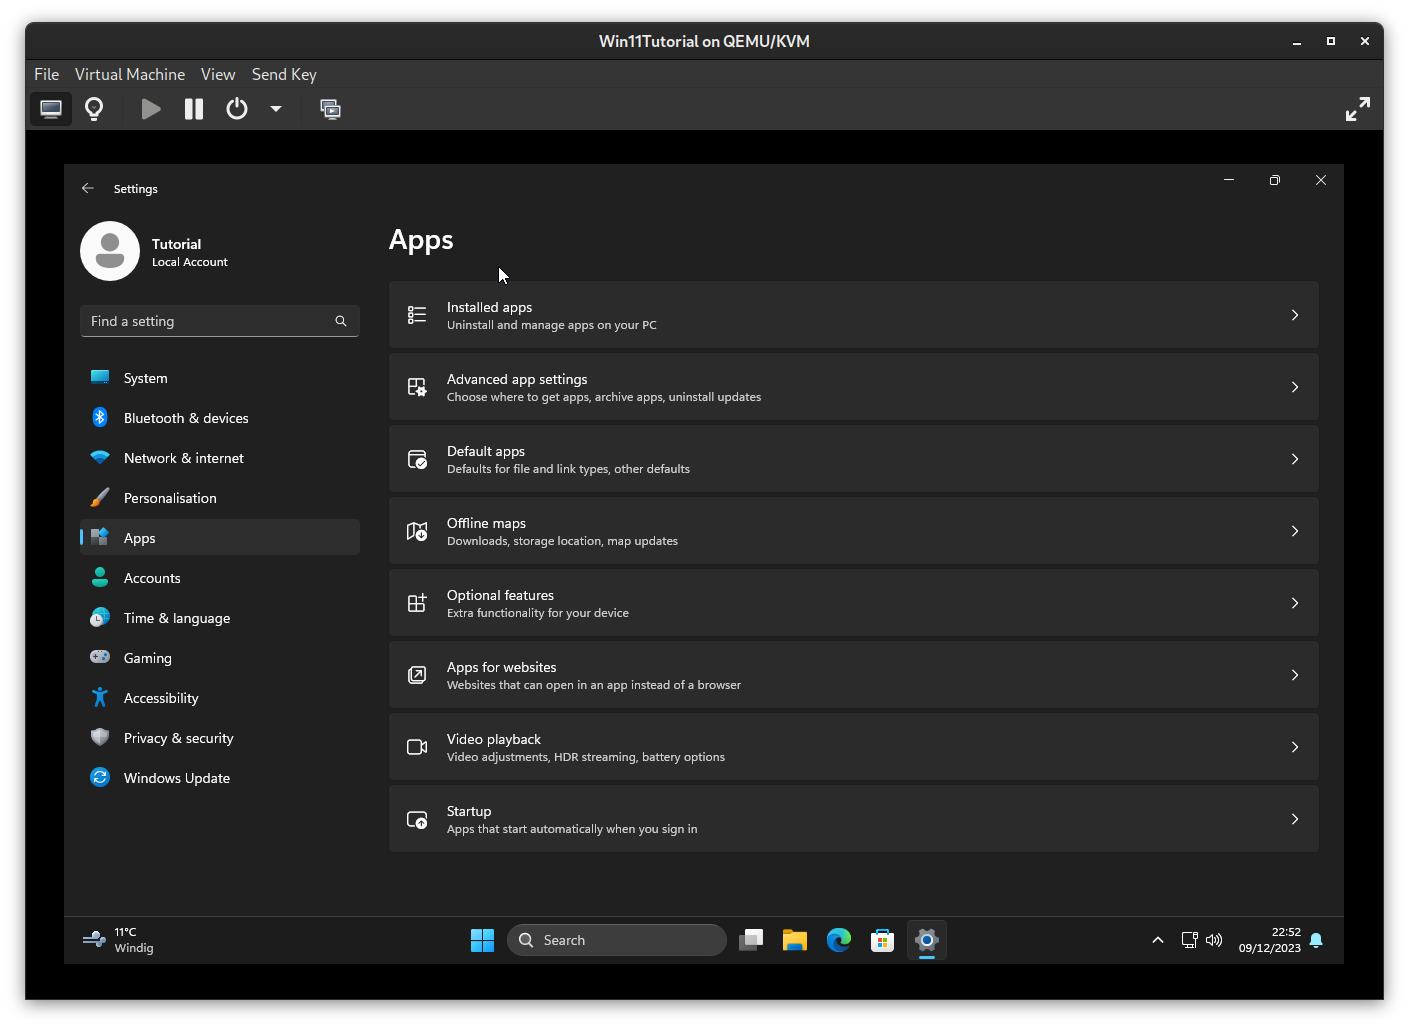 Win11Tutorial on QEMU/KVM
File Virtual Machine View Send Key
Settings
Tutorial
Local Account
Find a setting
System
Bluetooth & devices
Network & internet
Personalisation
Apps
Accounts
Time & language
Gaming
Accessibility
Privacy & security
Windows Update
Apps
Installed apps
Uninstall and manage apps on your PC
Advanced app settings
Choose where to get apps, archive apps, uninstall updates
Default apps
Defaults for file and link types, other defaults
Offline maps
Downloads, storage location, map updates
Optional features
Extra functionality for your device
Apps for websites
Websites that can open in an app instead of a browser
Video playback
Video adjustments, HDR streaming, battery options
Startup
Apps that start automatically when you sign in
11°C
Windig
Search
22:52
09/12/2023